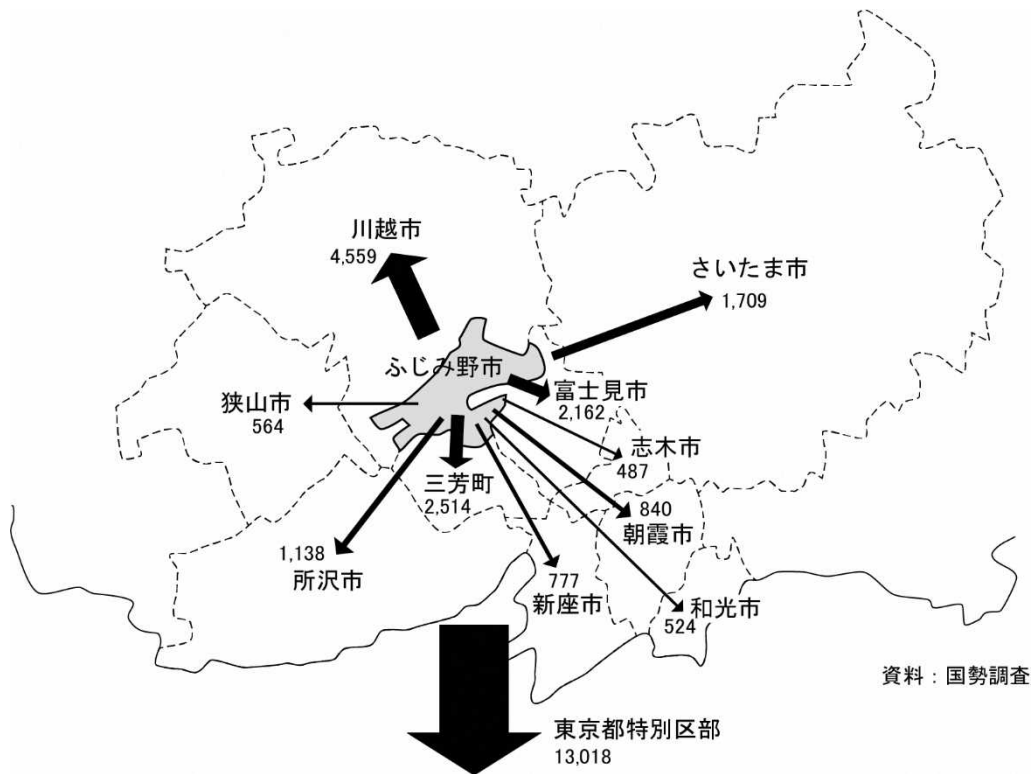 川越市
4,559
さいたま市
1,709
ふじみ野市
富士見市
2,162
狭山市
564
志木市
487
三芳町
2,514
840
朝霞市
1,138
所沢市
777
新座市
和光市
524
資料：国勢調査
東京都特別区部
13,018